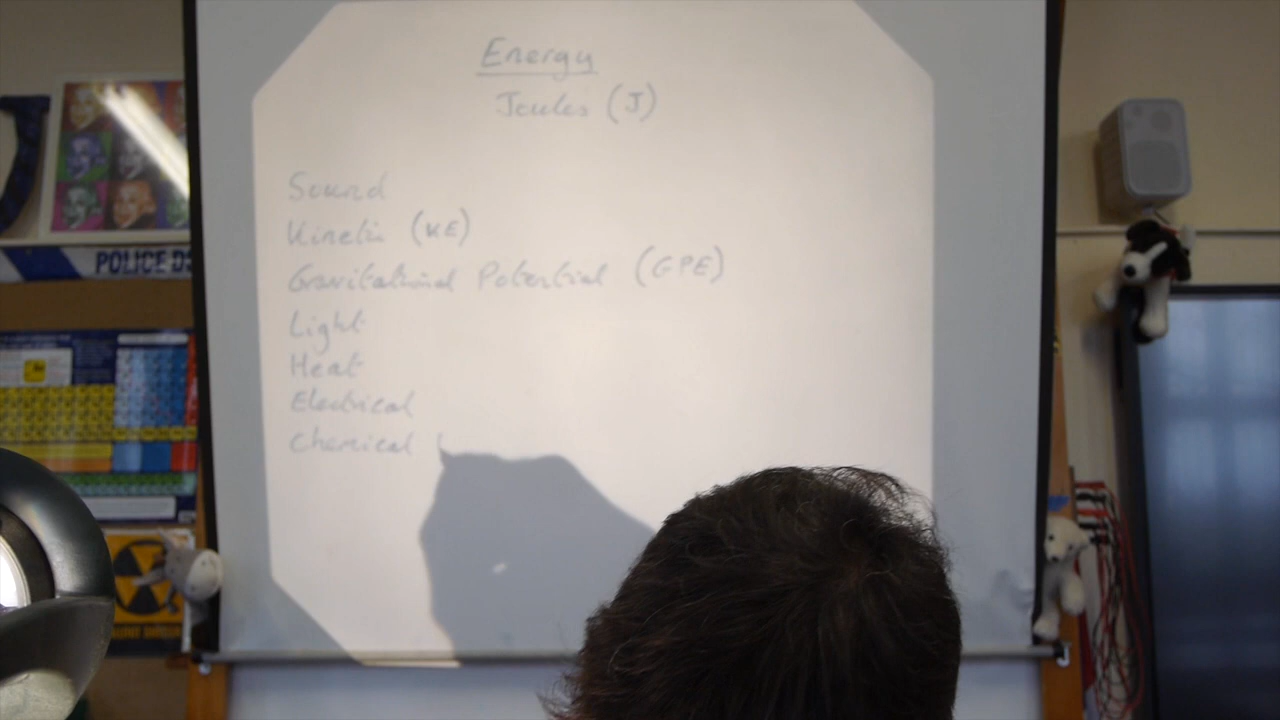 Energy
Joules (J)
Sound
Kinetic (KE)
Gravitational Potential (GPE)
Light
Heat
Electrical
Chemical
POLICE